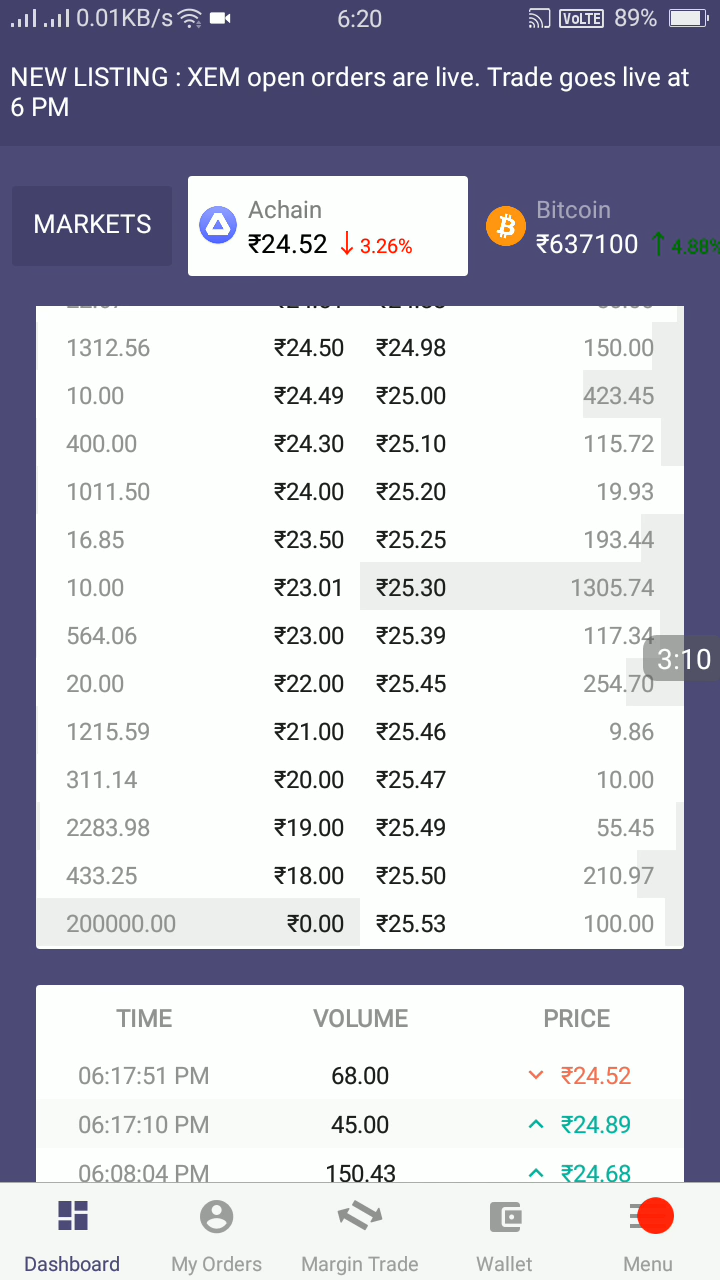 0.01KB/s 6:20 VoLTE 89%
NEW LISTING : XEM open orders are live. Trade goes live at
6 PM
MARKETS
Achain
₹24.52 ↓ 3.26%
Bitcoin
₹637100 ↑ 4.88%
1312.56 ₹24.50 ₹24.98 150.00
10.00 ₹24.49 ₹25.00 423.45
400.00 ₹24.30 ₹25.10 115.72
1011.50 ₹24.00 ₹25.20 19.93
16.85 ₹23.50 ₹25.25 193.44
10.00 ₹23.01 ₹25.30 1305.74
564.06 ₹23.00 ₹25.39 117.34
3:10
20.00 ₹22.00 ₹25.45 254.70
1215.59 ₹21.00 ₹25.46 9.86
311.14 ₹20.00 ₹25.47 10.00
2283.98 ₹19.00 ₹25.49 55.45
433.25 ₹18.00 ₹25.50 210.97
200000.00 ₹0.00 ₹25.53 100.00
TIME VOLUME PRICE
06:17:51 PM 68.00 ₹24.52
06:17:10 PM 45.00 ₹24.89
06:08:04 PM 150.43 ₹24.68
Dashboard My Orders Margin Trade Wallet Menu